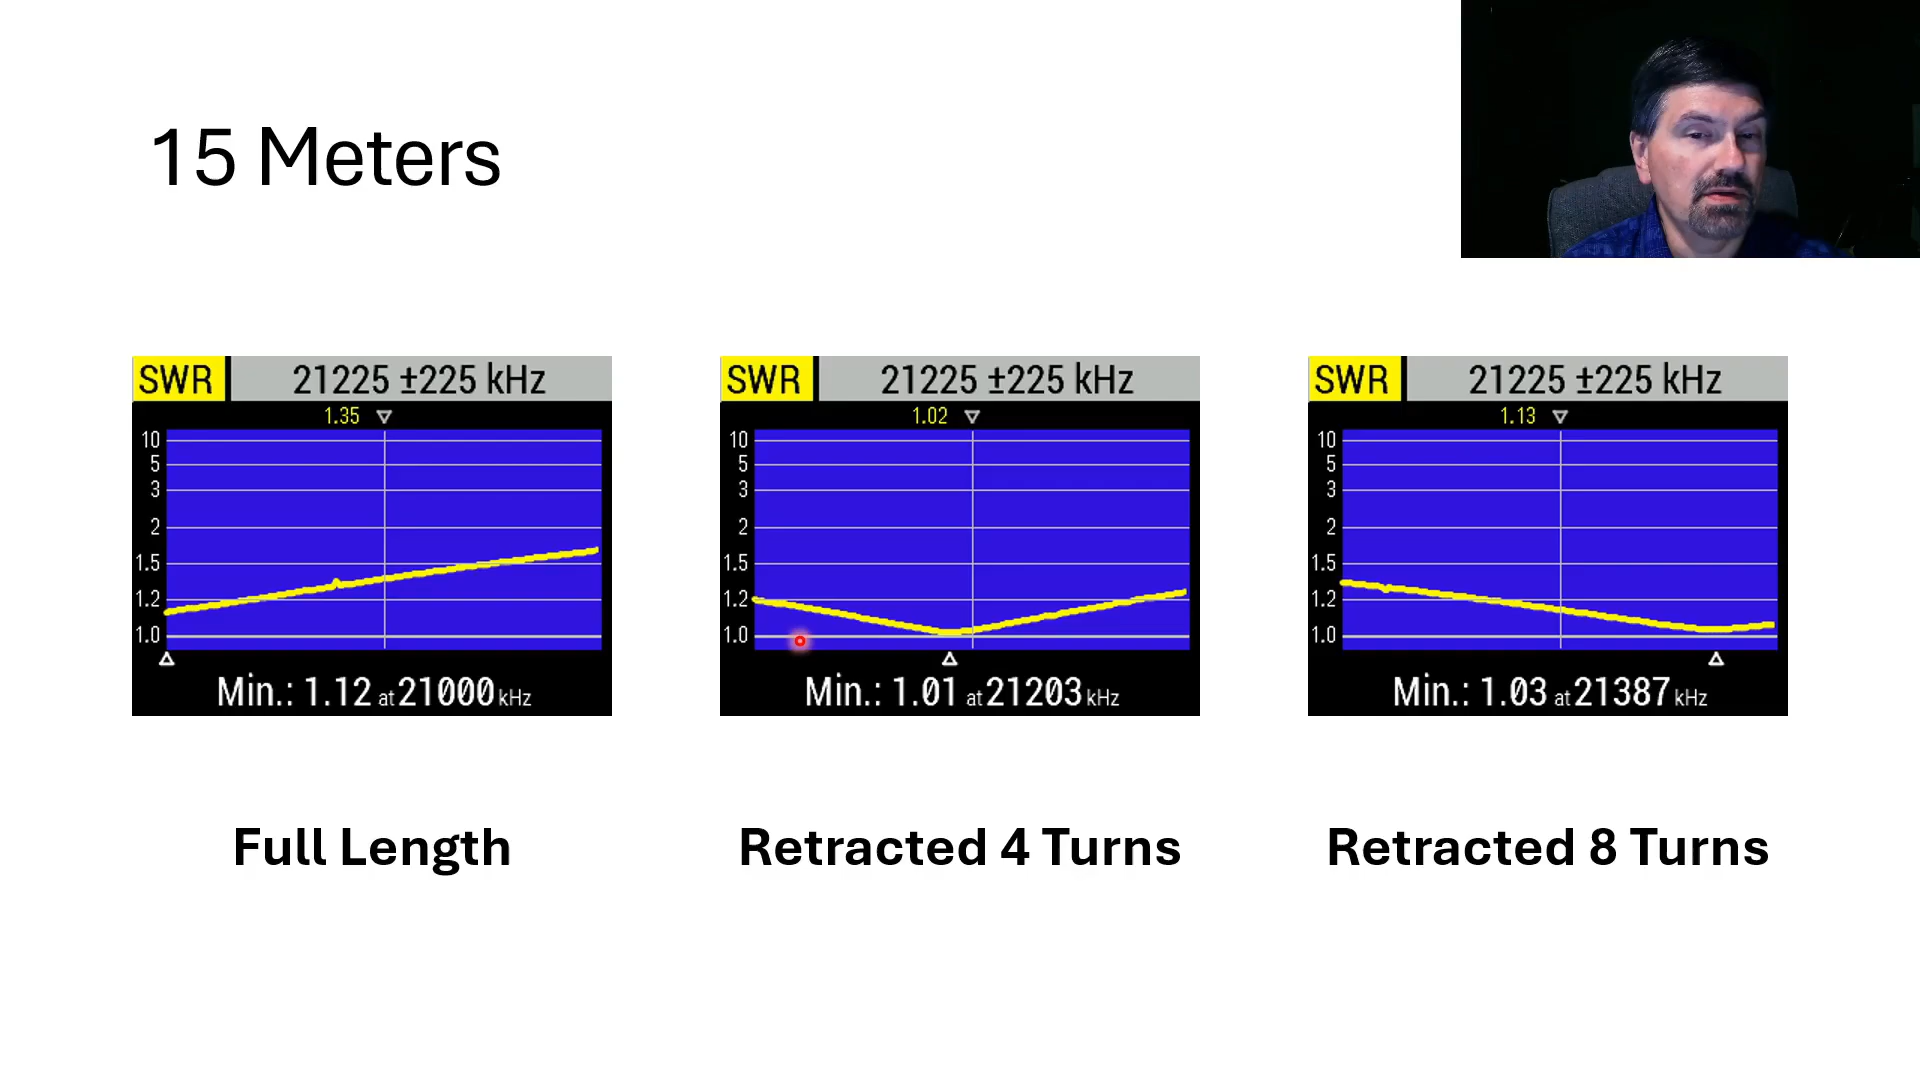 15 Meters
SWR 21225 ±225 kHz
1.35
10
5
3
2
1.5
1.2
1.0
Min.: 1.12 at 21000 kHz
Full Length
SWR 21225 ±225 kHz
1.02
10
5
3
2
1.5
1.2
1.0
Min.: 1.01 at 21203 kHz
Retracted 4 Turns
SWR 21225 ±225 kHz
1.13
10
5
3
2
1.5
1.2
1.0
Min.: 1.03 at 21387 kHz
Retracted 8 Turns